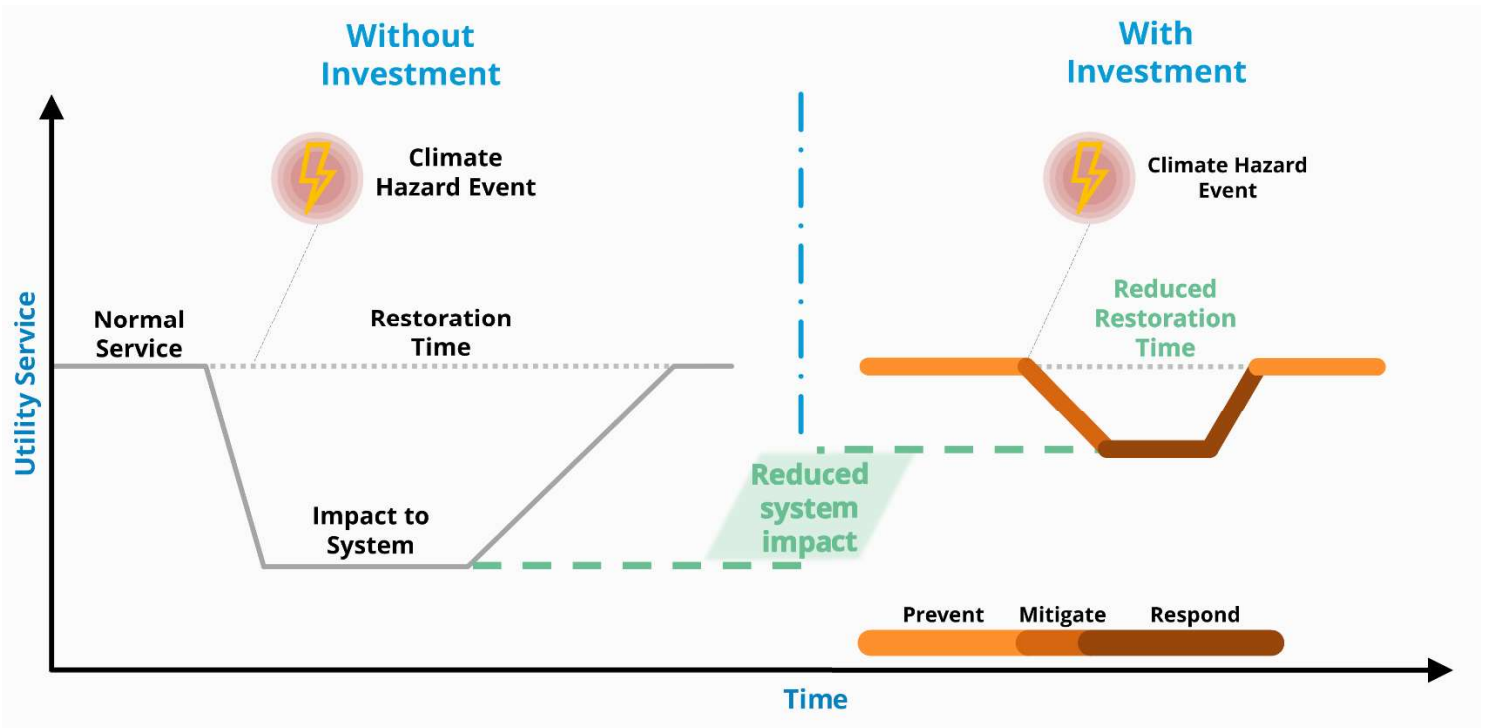 Without
Investment
With
Investment
Climate
Hazard Event
Climate Hazard
Event
Normal
Service
Restoration
Time
Reduced
Restoration
Time
Utility Service
Reduced
system
impact
Impact to
System
Prevent Mitigate Respond
Time